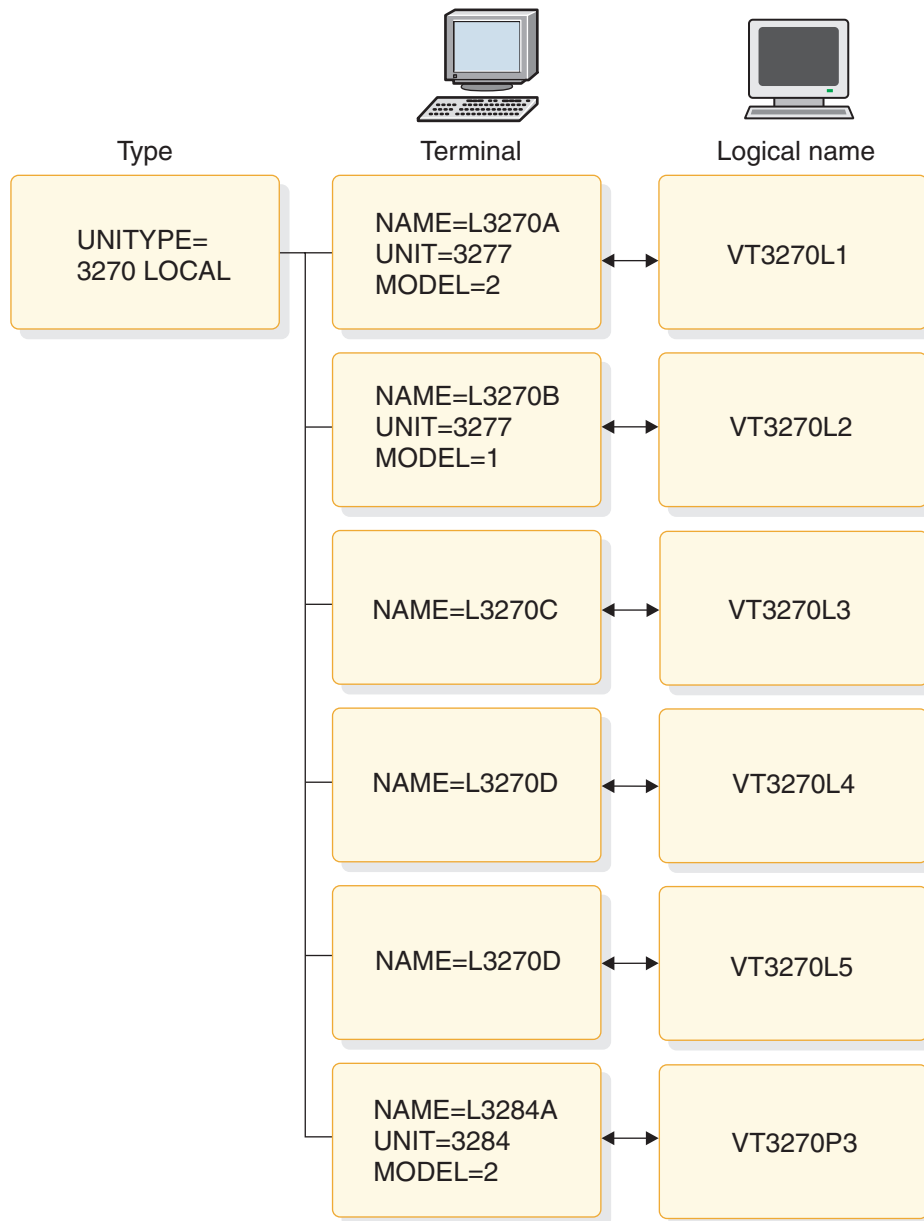 Type
Terminal
Logical name
UNITYPE=
3270 LOCAL
NAME=L3270A
UNIT=3277
MODEL=2
VT3270L1
NAME=L3270B
UNIT=3277
MODEL=1
VT3270L2
NAME=L3270C
VT3270L3
NAME=L3270D
VT3270L4
NAME=L3270D
VT3270L5
NAME=L3284A
UNIT=3284
MODEL=2
VT3270P3